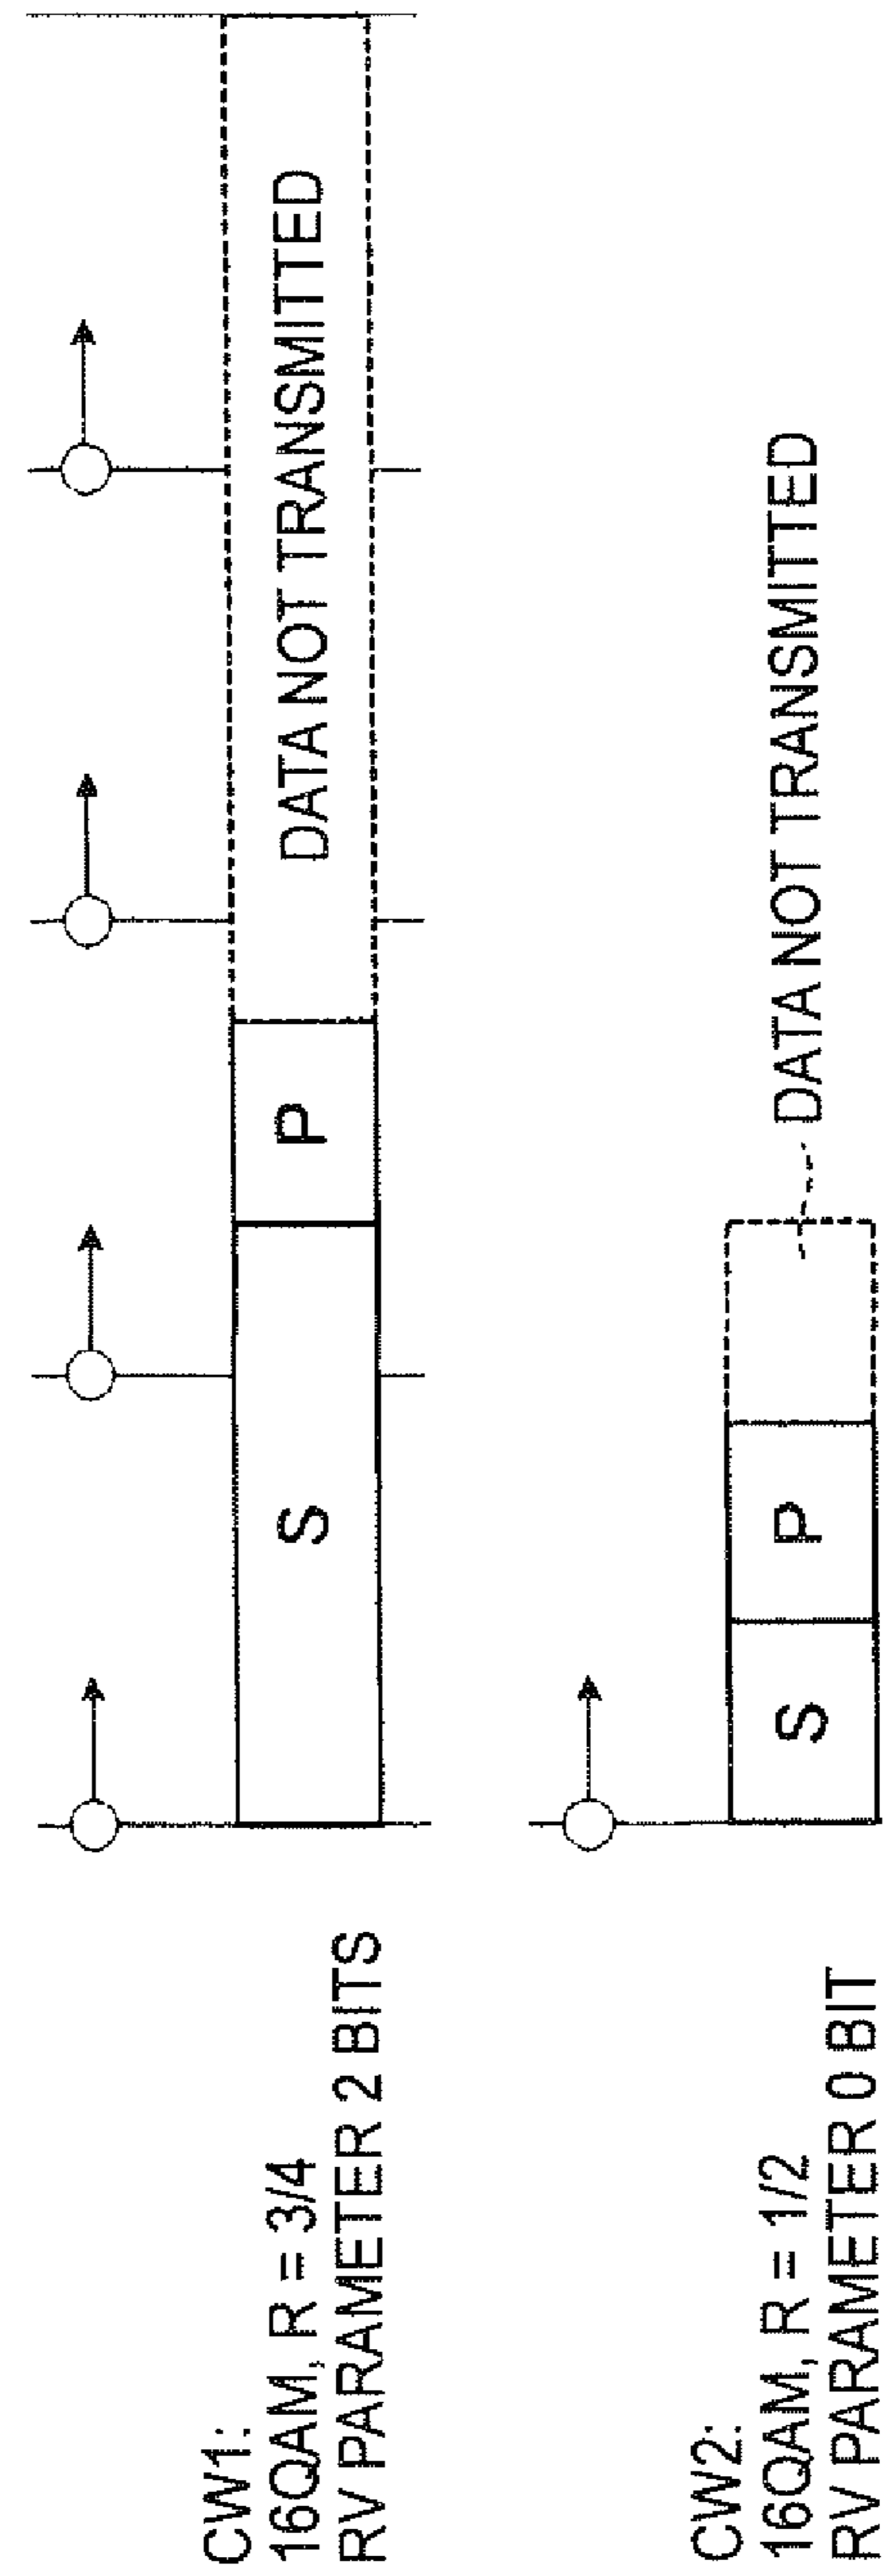 CW1:
16QAM, R = 3/4
RV PARAMETER 2 BITS
S
P
DATA NOT TRANSMITTED
CW2:
16QAM, R = 1/2
RV PARAMETER 0 BIT
S
P
DATA NOT TRANSMITTED